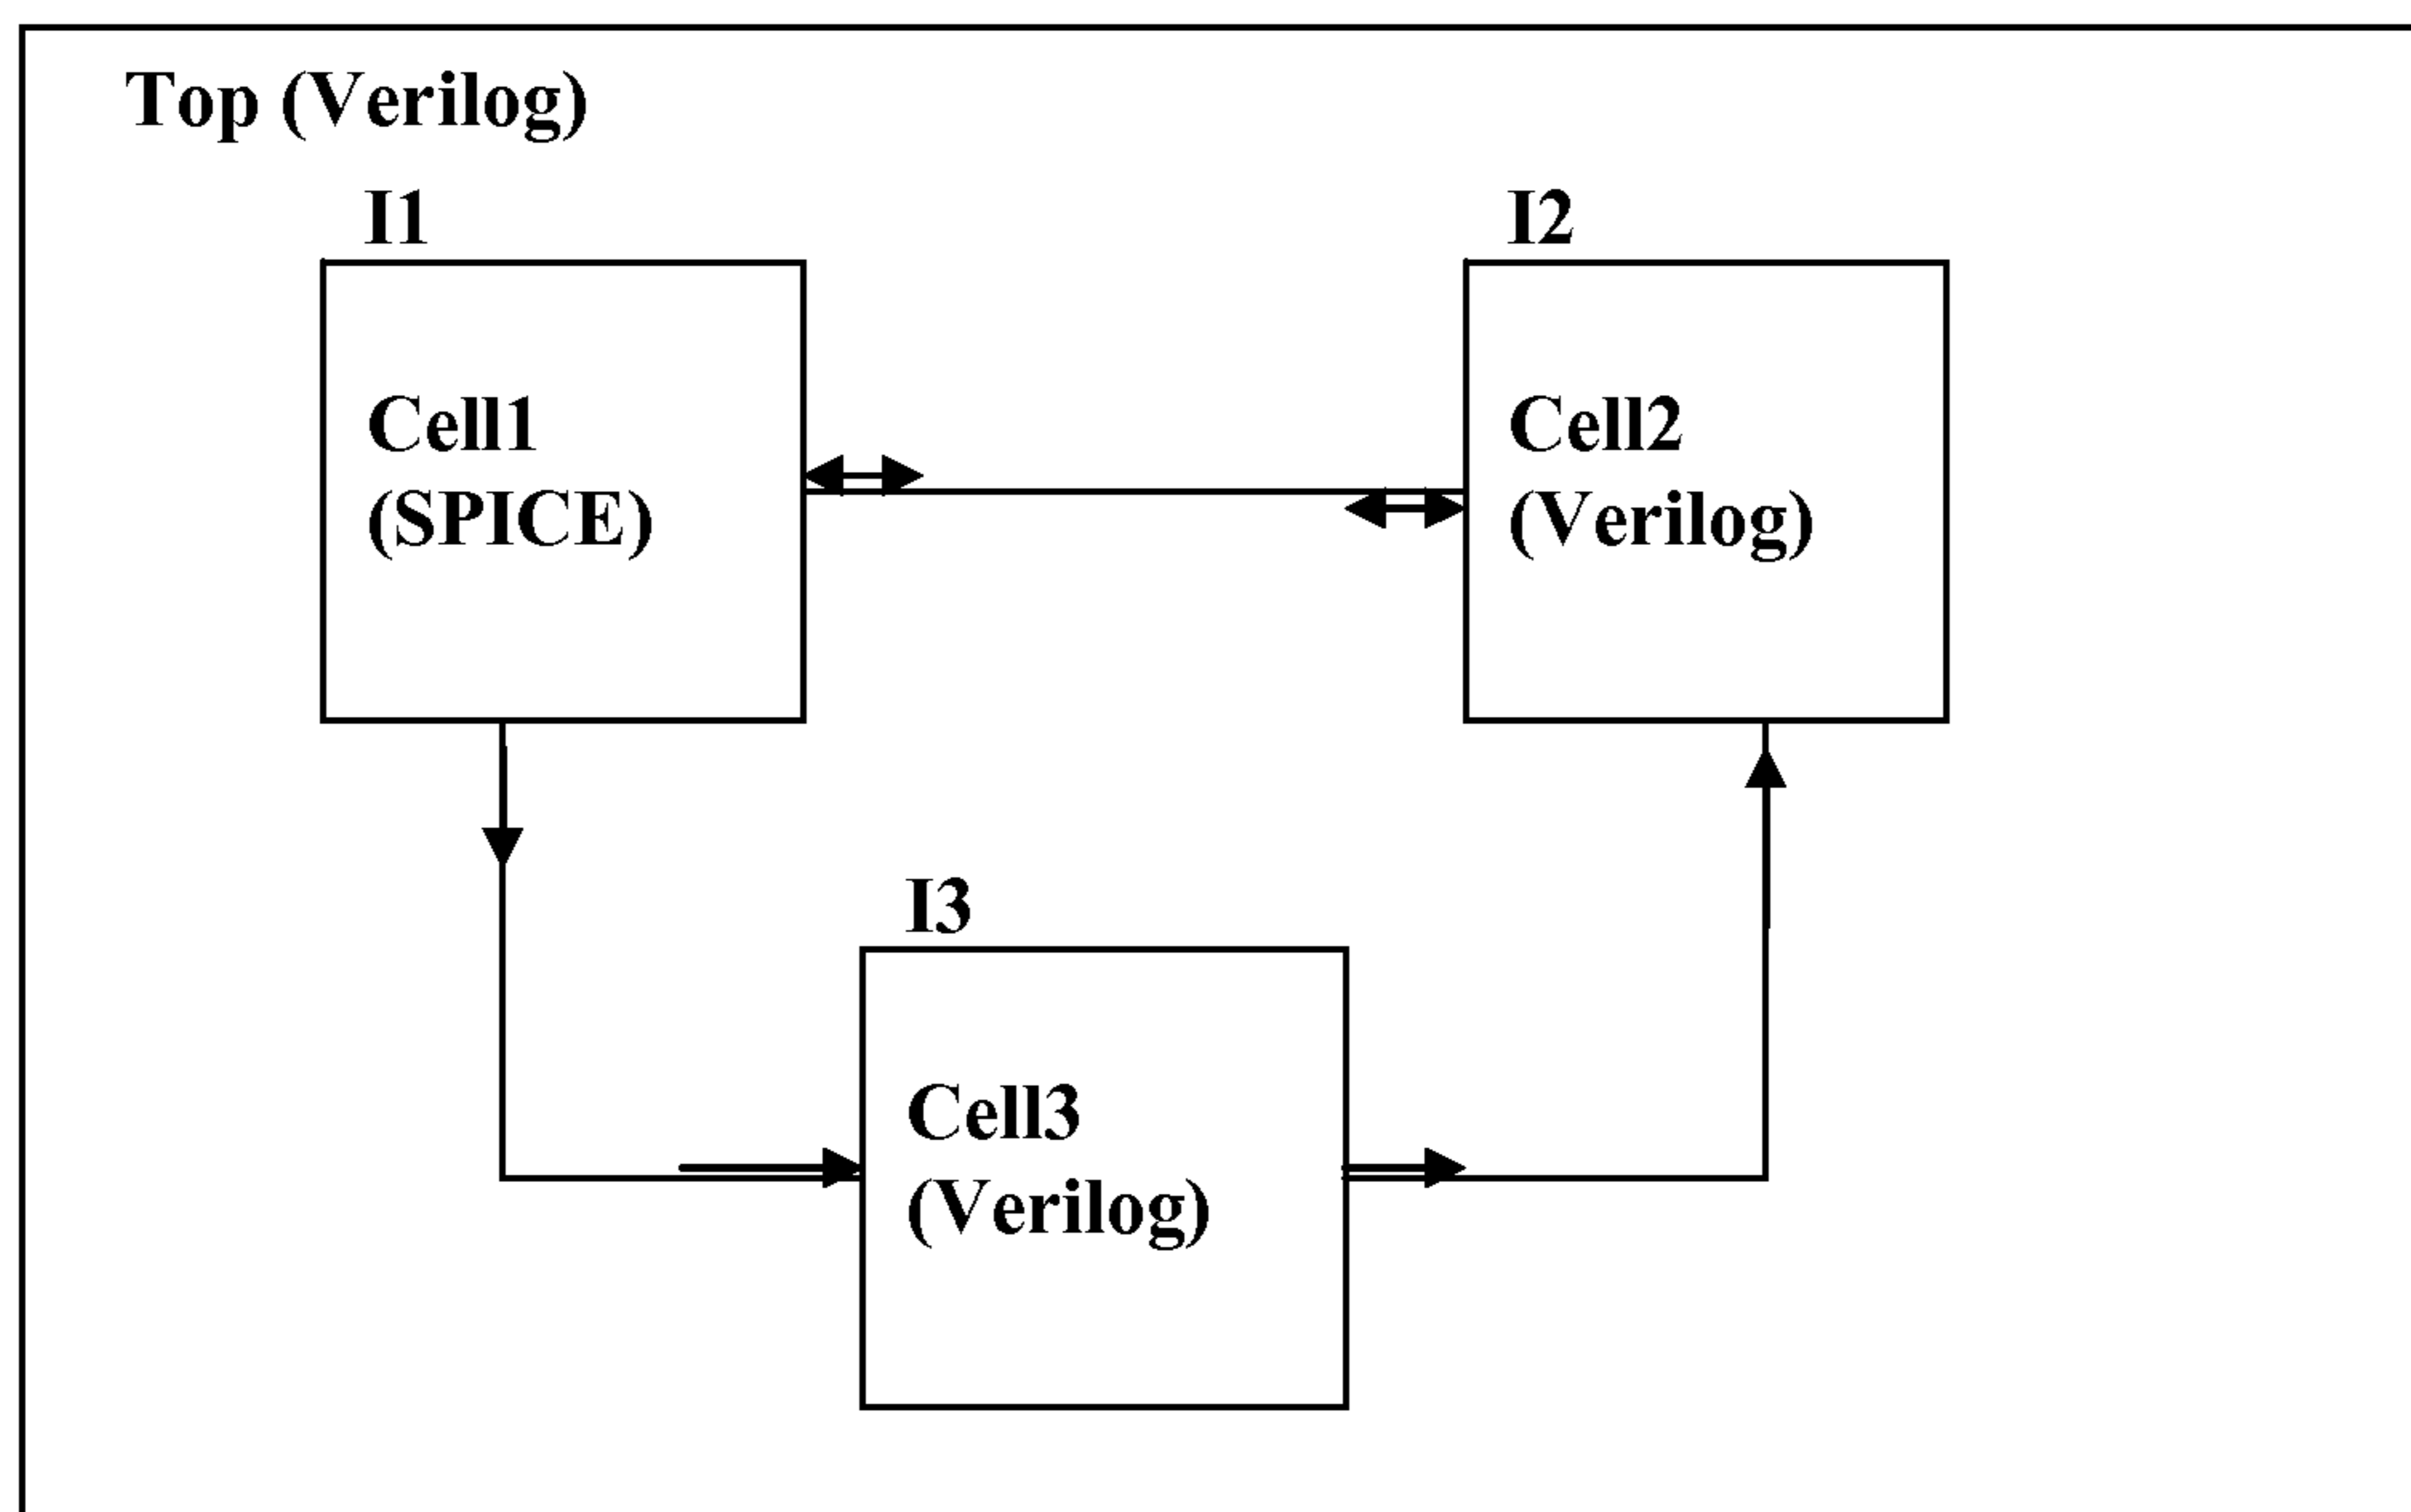 Top (Verilog)
I1
I2
Cell1
(SPICE)
Cell2
(Verilog)
I3
Cell3
(Verilog)